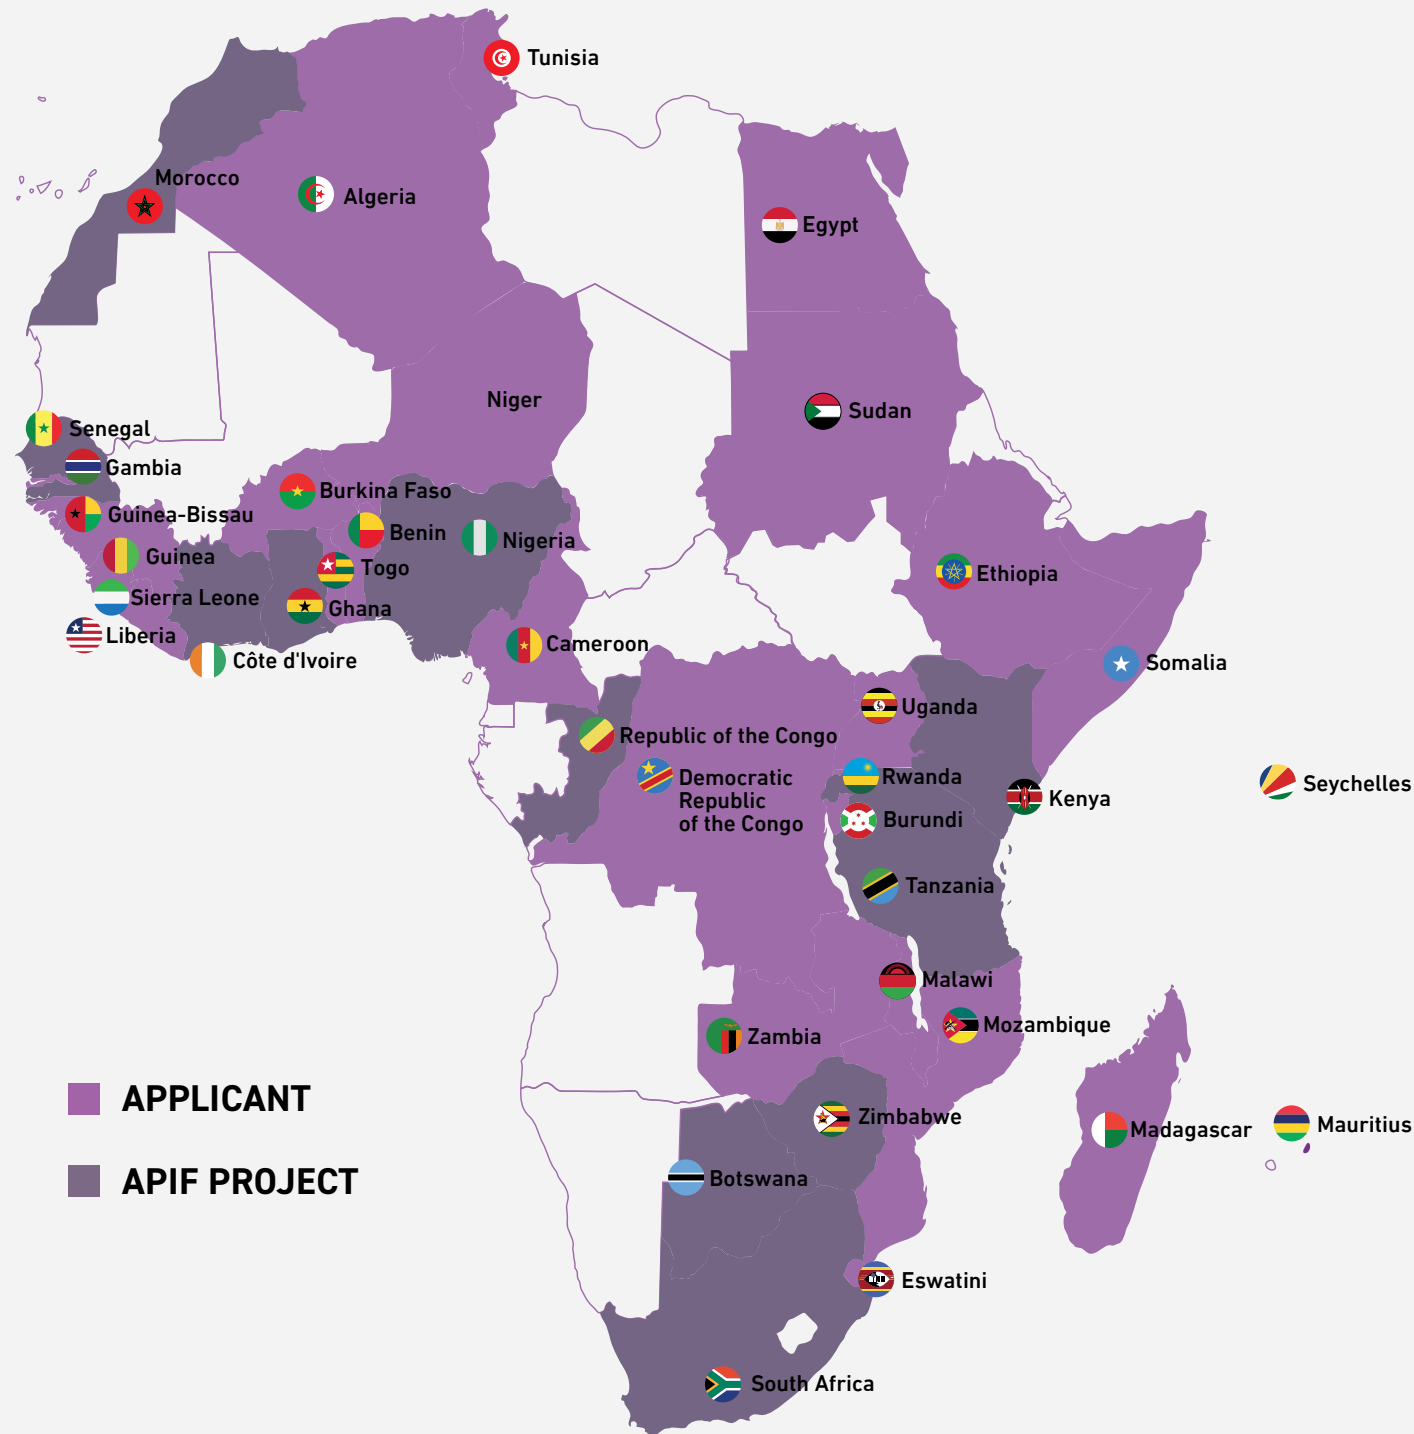 Tunisia
Morocco
Algeria
Egypt
Niger
Sudan
Senegal
Gambia
Burkina Faso
Guinea-Bissau
Benin
Nigeria
Guinea
Togo
Ethiopia
Sierra Leone
Ghana
Liberia
Cameroon
Côte d'Ivoire
Somalia
Uganda
Republic of the Congo
Democratic
Republic
of the Congo
Rwanda
Seychelles
Kenya
Burundi
Tanzania
Malawi
Mozambique
Zambia
APPLICANT
Zimbabwe
Madagascar
Mauritius
APIF PROJECT
Botswana
Eswatini
South Africa